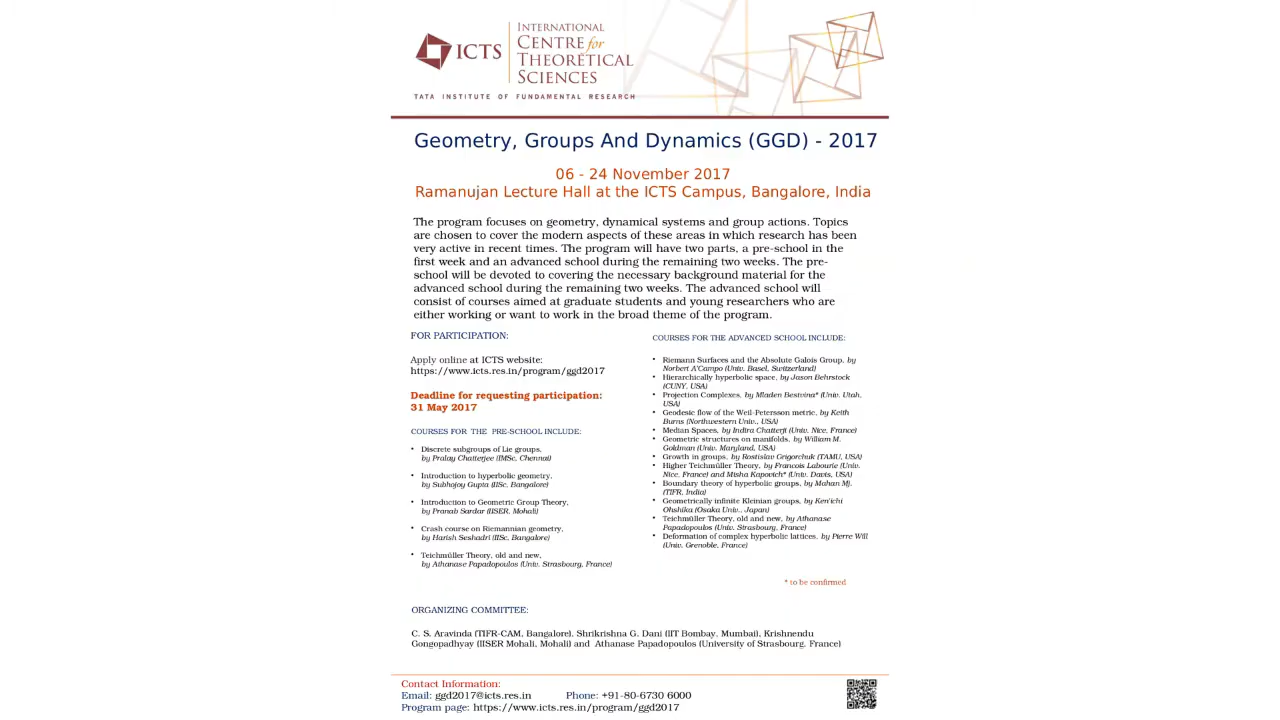 ICTS
INTERNATIONAL
CENTRE for
THEORETICAL
SCIENCES
TATA INSTITUTE OF FUNDAMENTAL RESEARCH
Geometry, Groups And Dynamics (GGD) - 2017
06 - 24 November 2017
Ramanujan Lecture Hall at the ICTS Campus, Bangalore, India
The program focuses on geometry, dynamical systems and group actions. Topics
are chosen to cover the modern aspects of these areas in which research has been
very active in recent times. The program will have two parts, a pre-school in the
first week and an advanced school during the remaining two weeks. The pre-
school will be devoted to covering the necessary background material for the
advanced school during the remaining two weeks. The advanced school will
consist of courses aimed at graduate students and young researchers who are
either working or want to work in the broad theme of the program.
FOR PARTICIPATION:
Apply online at ICTS website:
https://www.icts.res.in/program/ggd2017
Deadline for requesting participation:
31 May 2017
COURSES FOR THE PRE-SCHOOL INCLUDE:
• Discrete subgroups of Lie groups,
by Pralay Chatterjee (IMSc, Chennai)
• Introduction to hyperbolic geometry,
by Subhojoy Gupta (IISc, Bangalore)
• Introduction to Geometric Group Theory,
by Pranab Sardar (IISER, Mohali)
• Crash course on Riemannian geometry,
by Harish Seshadri (IISc, Bangalore)
• Teichmüller Theory, old and new,
by Athanase Papadopoulos (Univ. Strasbourg, France)
COURSES FOR THE ADVANCED SCHOOL INCLUDE:
• Riemann Surfaces and the Absolute Galois Group, by
Norbert A'Campo (Univ. Basel, Switzerland)
• Hierarchically hyperbolic space, by Jason Behrstock
(CUNY, USA)
• Projection Complexes, by Mladen Bestvina* (Univ. Utah,
USA)
• Geodesic flow of the Weil-Petersson metric, by Keith
Burns (Northwestern Univ., USA)
• Median Spaces, by Indira Chatterji (Univ. Nice, France)
• Geometric structures on manifolds, by William M.
Goldman (Univ. Maryland, USA)
• Growth in groups, by Rostislav Grigorchuk (TAMU, USA)
• Higher Teichmüller Theory, by Francois Labourie (Univ.
Nice, France) and Misha Kapovich* (Univ. Davis, USA)
• Boundary theory of hyperbolic groups, by Mahan Mj.
(TIFR, India)
• Geometrically infinite Kleinian groups, by Ken'ichi
Ohshika (Osaka Univ., Japan)
• Teichmüller Theory, old and new, by Athanase
Papadopoulos (Univ. Strasbourg, France)
• Deformation of complex hyperbolic lattices, by Pierre Will
(Univ. Grenoble, France)
* to be confirmed
ORGANIZING COMMITTEE:
C. S. Aravinda (TIFR-CAM, Bangalore), Shrikrishna G. Dani (IIT Bombay, Mumbai), Krishnendu
Gongopadhyay (IISER Mohali, Mohali) and Athanase Papadopoulos (University of Strasbourg, France)
Contact Information:
Email: ggd2017@icts.res.in Phone: +91-80-6730 6000
Program page: https://www.icts.res.in/program/ggd2017